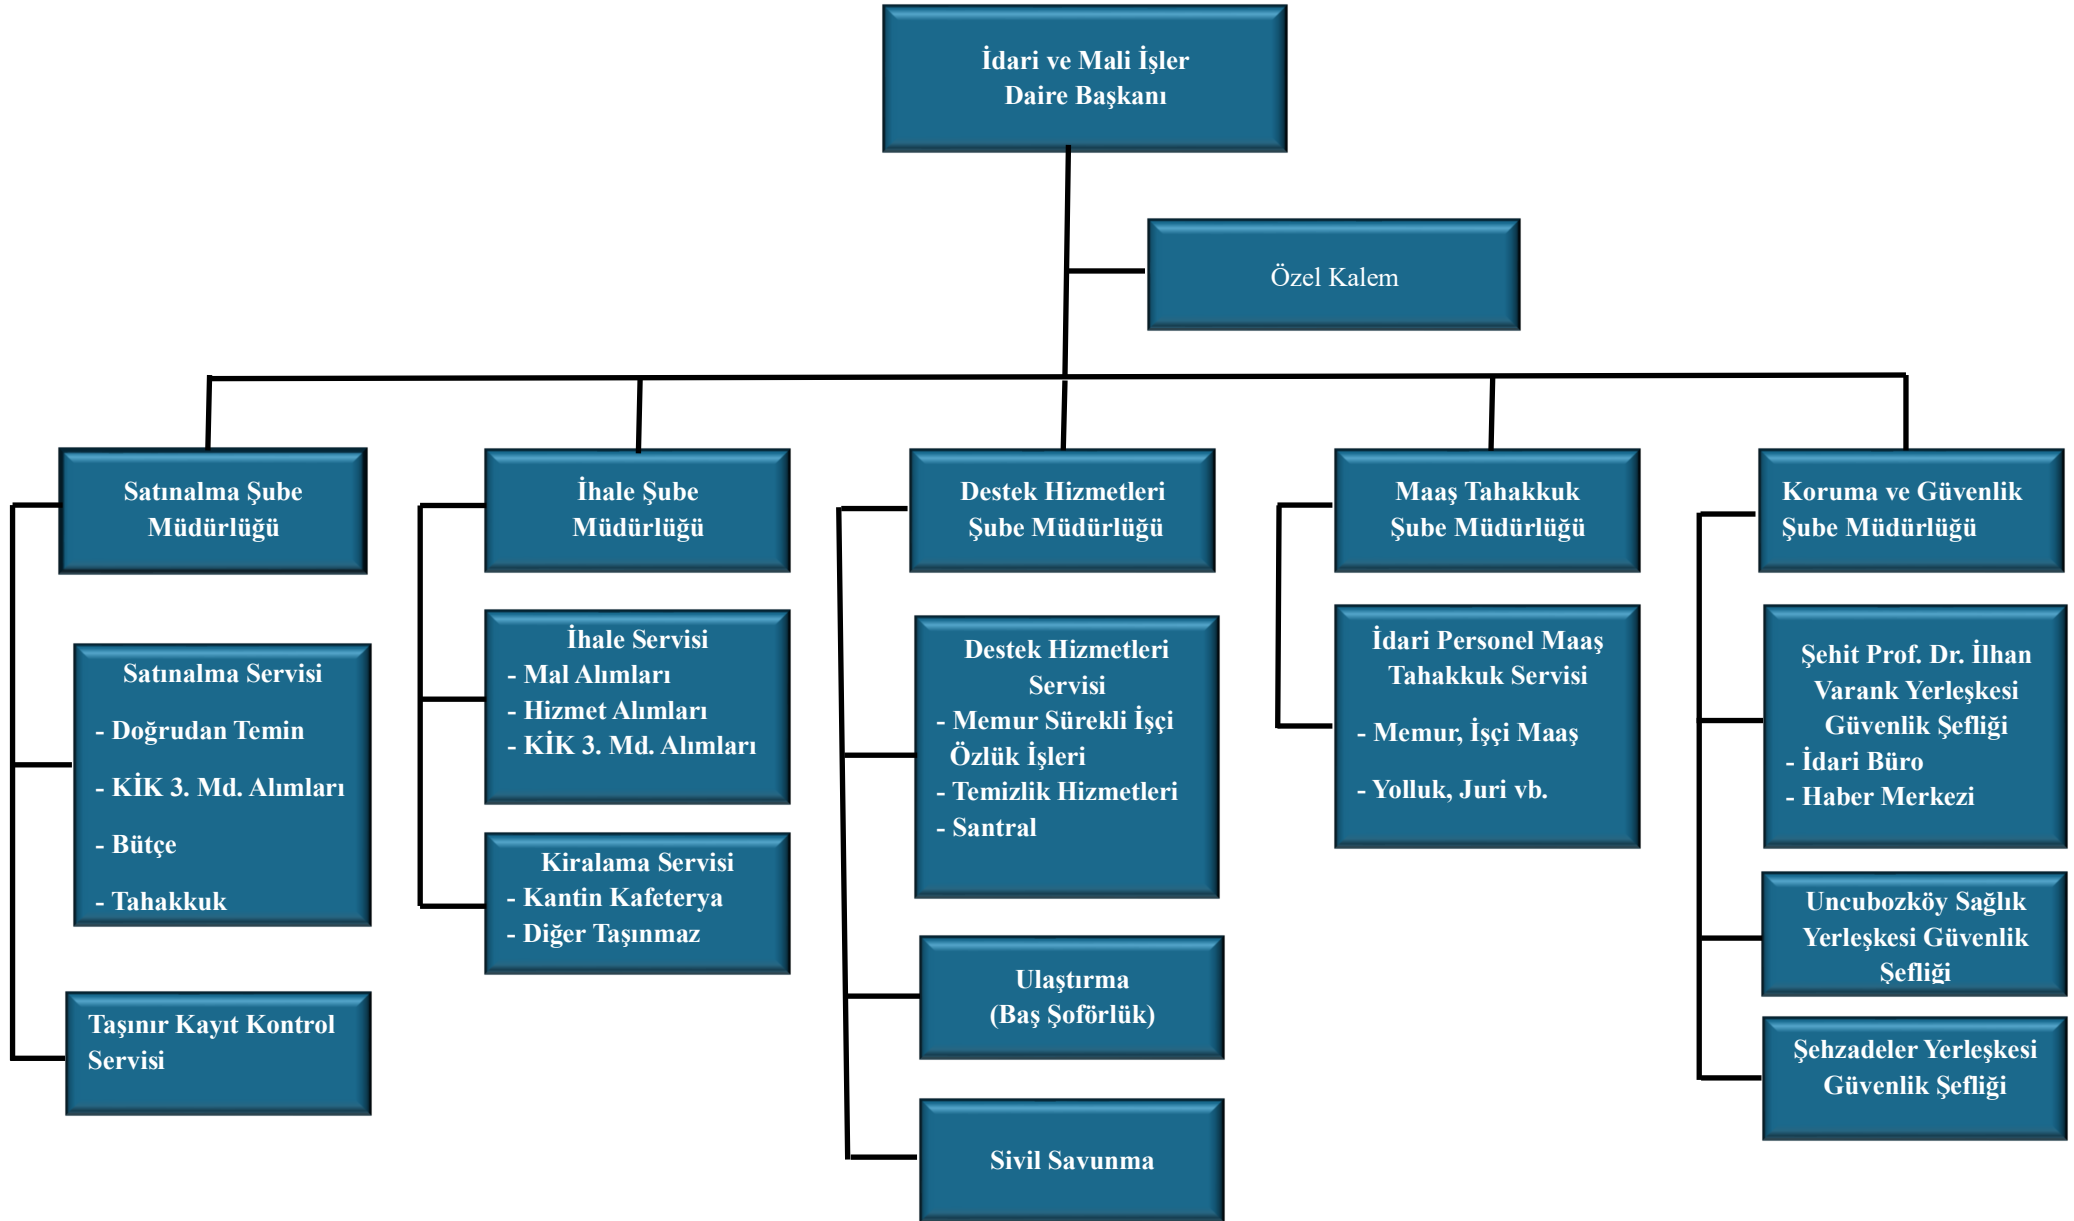 İdari ve Mali İşler
Daire Başkanı
Özel Kalem
Satınalma Şube
Müdürlüğü
Satınalma Servisi
- Doğrudan Temin
- KİK 3. Md. Alımları
- Bütçe
- Tahakkuk
Taşınır Kayıt Kontrol
Servisi
İhale Şube
Müdürlüğü
İhale Servisi
- Mal Alımları
- Hizmet Alımları
- KİK 3. Md. Alımları
Kiralama Servisi
- Kantin Kafeterya
- Diğer Taşınmaz
Destek Hizmetleri
Şube Müdürlüğü
Destek Hizmetleri
Servisi
- Memur Sürekli İşçi
Özlük İşleri
- Temizlik Hizmetleri
- Santral
Ulaştırma
(Baş Şoförlük)
Sivil Savunma
Maaş Tahakkuk
Şube Müdürlüğü
İdari Personel Maaş
Tahakkuk Servisi
- Memur, İşçi Maaş
- Yolluk, Juri vb.
Koruma ve Güvenlik
Şube Müdürlüğü
Şehit Prof. Dr. İlhan
Varank Yerleşkesi
Güvenlik Şefliği
- İdari Büro
- Haber Merkezi
Uncubozköy Sağlık
Yerleşkesi Güvenlik
Şefliği
Şehzadeler Yerleşkesi
Güvenlik Şefliği